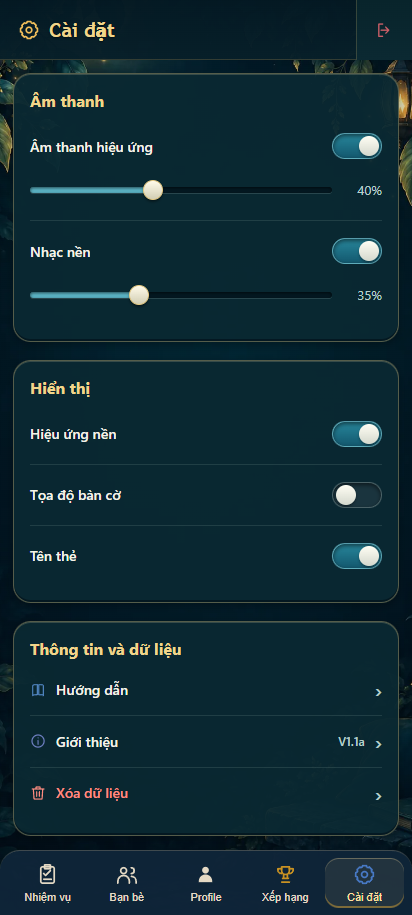 Cài đặt
Âm thanh
Âm thanh hiệu ứng
40%
Nhạc nền
35%
Hiển thị
Hiệu ứng nền
Tọa độ bàn cờ
Tên thẻ
Thông tin và dữ liệu
Hướng dẫn
Giới thiệu V1.1a
Xóa dữ liệu
Nhiệm vụ Bạn bè Profile Xếp hạng Cài đặt